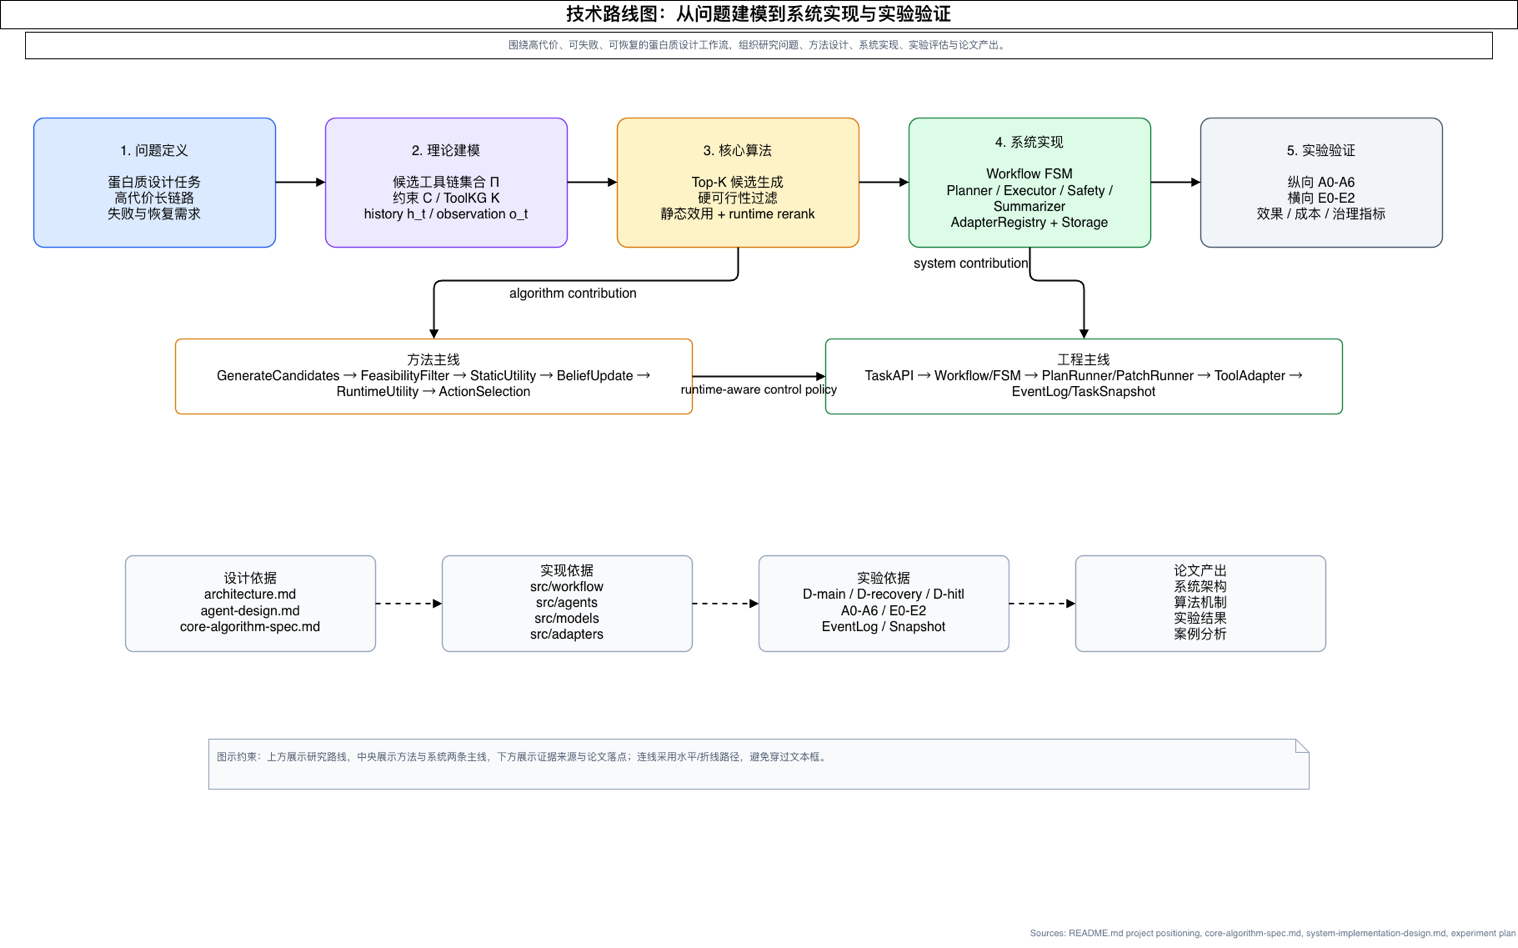 技术路线图：从问题建模到系统实现与实验验证
围绕高代价、可失败、可恢复的蛋白质设计工作流，组织研究问题、方法设计、系统实现、实验评估与论文产出。
1. 问题定义
蛋白质设计任务
高代价长链路
失败与恢复需求
2. 理论建模
候选工具链集合 Π
约束 C / ToolKG K
history h_t / observation o_t
3. 核心算法
Top-K 候选生成
硬可行性过滤
静态效用 + runtime rerank
4. 系统实现
Workflow FSM
Planner / Executor / Safety /
Summarizer
AdapterRegistry + Storage
5. 实验验证
纵向 A0-A6
横向 E0-E2
效果 / 成本 / 治理指标
algorithm contribution
system contribution
方法主线
GenerateCandidates → FeasibilityFilter → StaticUtility → BeliefUpdate →
RuntimeUtility → ActionSelection
runtime-aware control policy
工程主线
TaskAPI → Workflow/FSM → PlanRunner/PatchRunner → ToolAdapter →
EventLog/TaskSnapshot
设计依据
architecture.md
agent-design.md
core-algorithm-spec.md
实现依据
src/workflow
src/agents
src/models
src/adapters
实验依据
D-main / D-recovery / D-hitl
A0-A6 / E0-E2
EventLog / Snapshot
论文产出
系统架构
算法机制
实验结果
案例分析
图示约束：上方展示研究路线，中央展示方法与系统两条主线，下方展示证据来源与论文落点；连线采用水平/折线路径，避免穿过文本框。
Sources: README.md project positioning, core-algorithm-spec.md, system-implementation-design.md, experiment plan